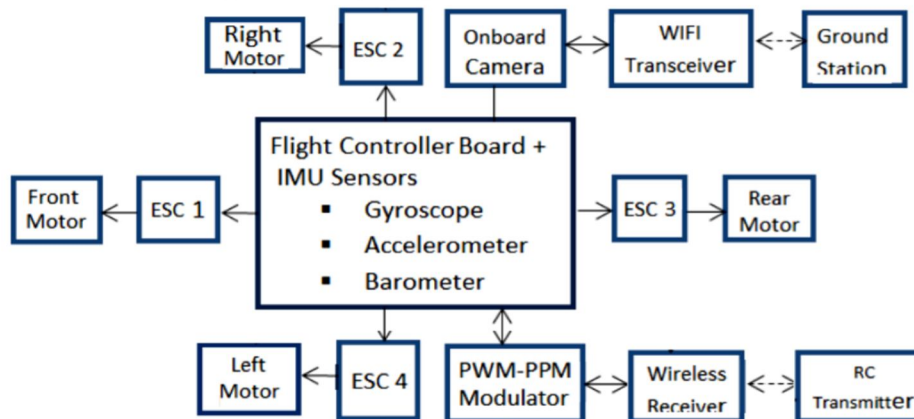 Right
Motor
ESC 2
Onboard
Camera
WIFI
Transceiver
Ground
Station
Flight Controller Board +
IMU Sensors
▪ Gyroscope
▪ Accelerometer
▪ Barometer
Front
Motor
ESC 1
ESC 3
Rear
Motor
Left
Motor
ESC 4
PWM-PPM
Modulator
Wireless
Receiver
RC
Transmitter